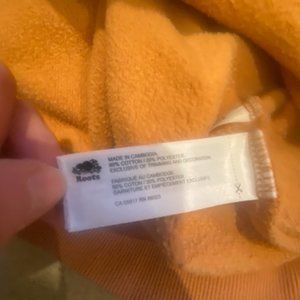 Roots
MADE IN CAMBODIA
80% COTTON / 20% POLYESTER
EXCLUSIVE OF TRIMMING AND DECORATION
FABRIQUÉ AU CAMBODGE
80% COTON / 20% POLYESTER
GARNITURE ET EMPIÈCEMENT EXCLUSIFS
CA RN